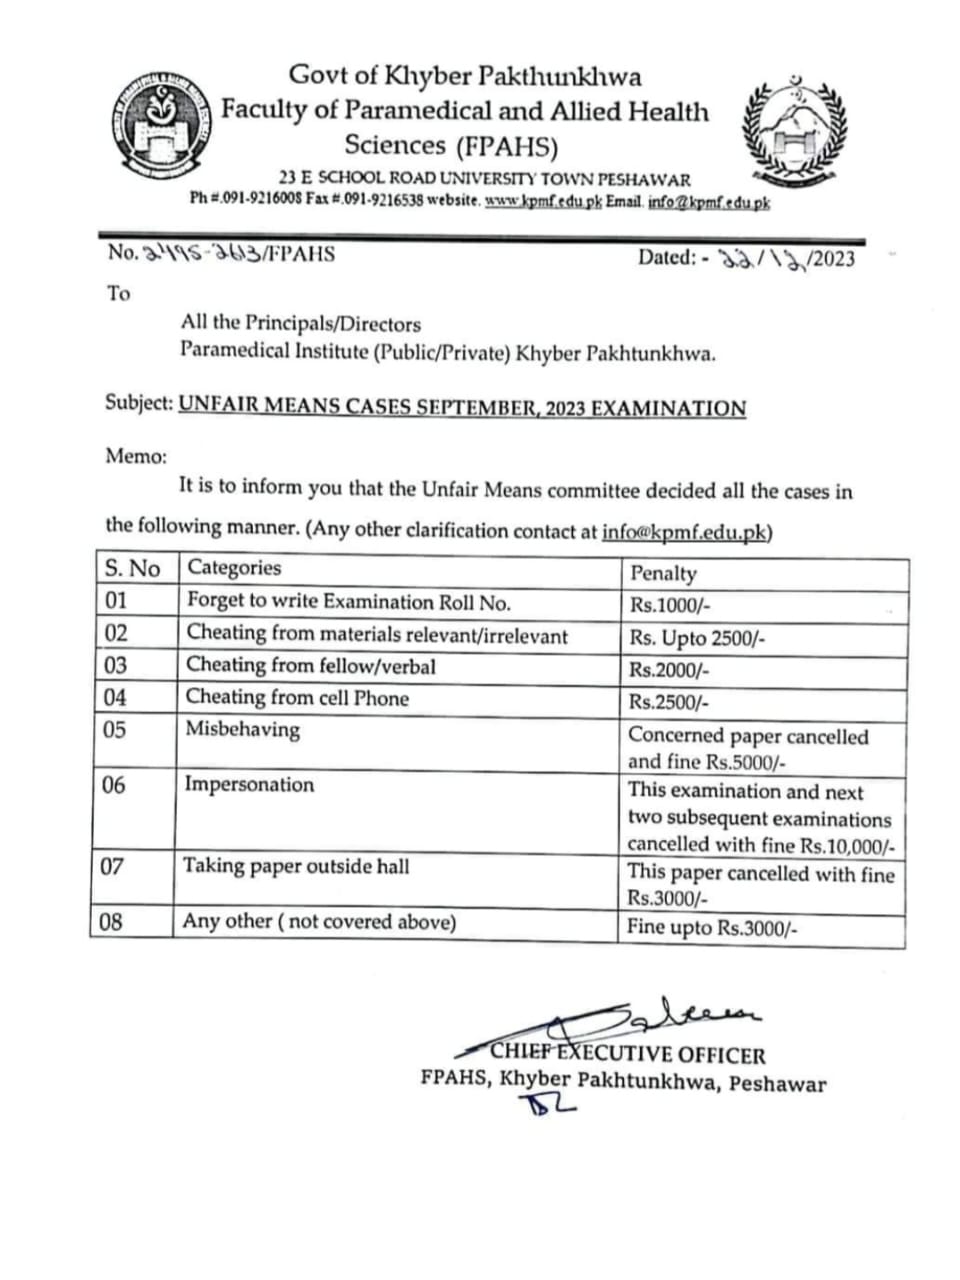 Govt of Khyber Pakthunkhwa
Faculty of Paramedical and Allied Health
Sciences (FPAHS)
23 E SCHOOL ROAD UNIVERSITY TOWN PESHAWAR
Ph #.091-9216008 Fax #.091-9216538 website. www.kpmf.edu.pk Email. info@kpmf.edu.pk
No. 2495-2613/FPAHS Dated: - 22/12/2023
To
All the Principals/Directors
Paramedical Institute (Public/Private) Khyber Pakhtunkhwa.
Subject: UNFAIR MEANS CASES SEPTEMBER, 2023 EXAMINATION
Memo:
It is to inform you that the Unfair Means committee decided all the cases in
the following manner. (Any other clarification contact at info@kpmf.edu.pk)
S. No Categories Penalty
01 Forget to write Examination Roll No. Rs.1000/-
02 Cheating from materials relevant/irrelevant Rs. Upto 2500/-
03 Cheating from fellow/verbal Rs.2000/-
04 Cheating from cell Phone Rs.2500/-
05 Misbehaving Concerned paper cancelled
and fine Rs.5000/-
06 Impersonation This examination and next
two subsequent examinations
cancelled with fine Rs.10,000/-
07 Taking paper outside hall This paper cancelled with fine
Rs.3000/-
08 Any other ( not covered above) Fine upto Rs.3000/-
CHIEF EXECUTIVE OFFICER
FPAHS, Khyber Pakhtunkhwa, Peshawar